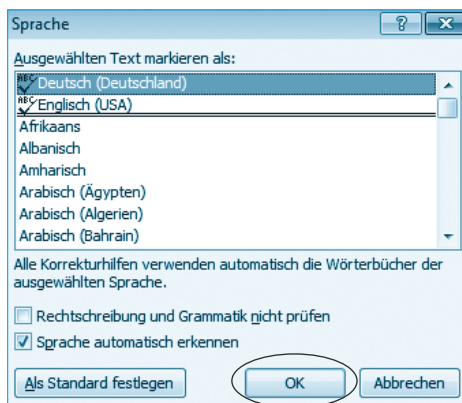 Sprache
Ausgewählten Text markieren als:
ABC Deutsch (Deutschland)
ABC Englisch (USA)
Afrikaans
Albanisch
Amharisch
Arabisch (Ägypten)
Arabisch (Algerien)
Arabisch (Bahrain)
Alle Korrekturhilfen verwenden automatisch die Wörterbücher der
ausgewählten Sprache.
Rechtschreibung und Grammatik nicht prüfen
Sprache automatisch erkennen
Als Standard festlegen OK Abbrechen